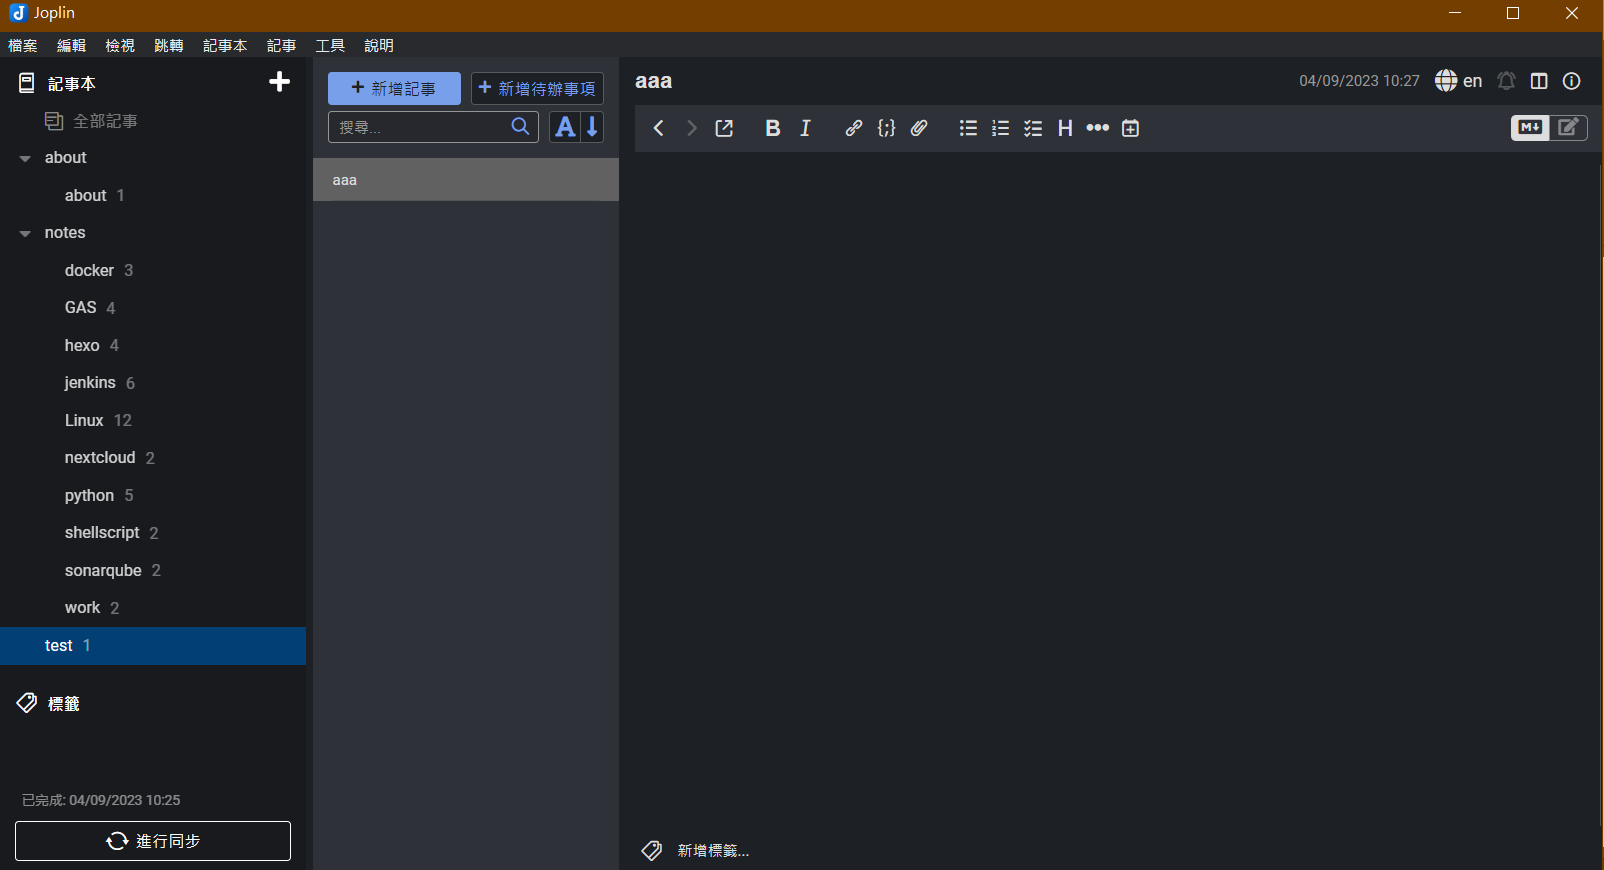 Joplin
檔案 編輯 檢視 跳轉 記事本 記事 工具 說明
記事本
全部記事
about
about 1
notes
docker 3
GAS 4
hexo 4
jenkins 6
Linux 12
nextcloud 2
python 5
shellscript 2
sonarqube 2
work 2
test 1
標籤
已完成: 04/09/2023 10:25
進行同步
新增記事 新增待辦事項
搜尋...
aaa
aaa
04/09/2023 10:27 en
B I H
M
新增標籤...